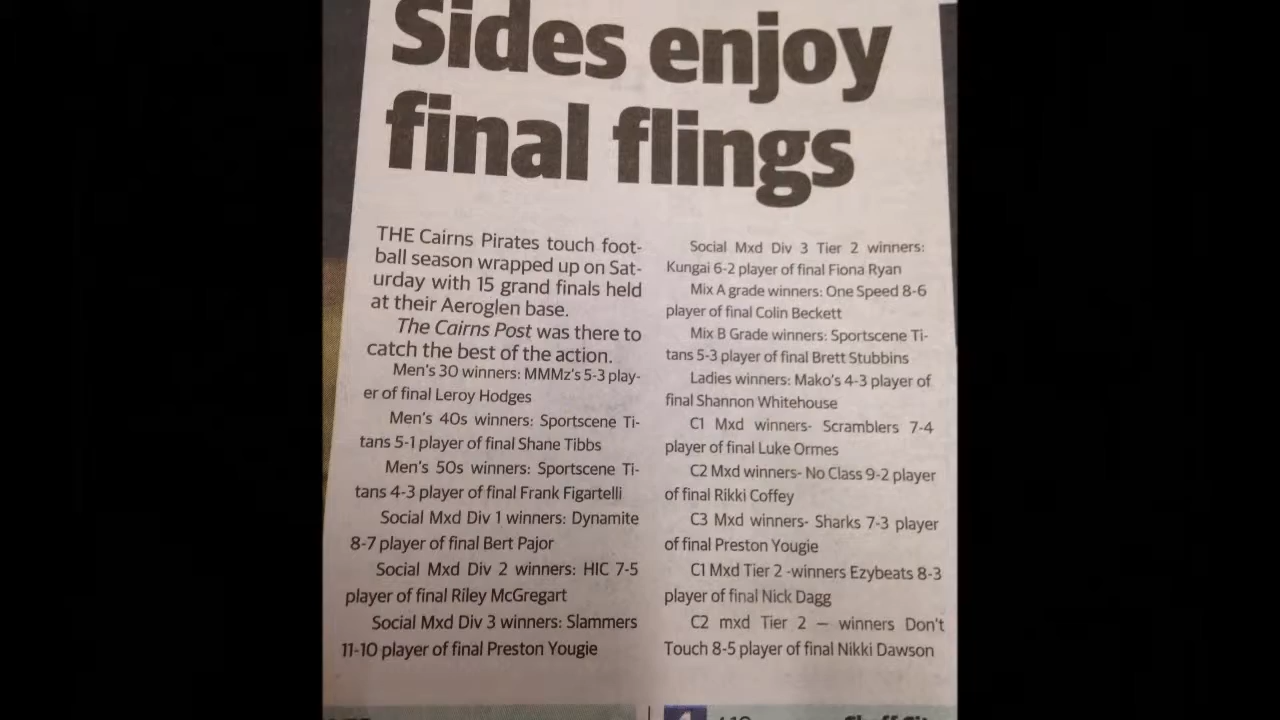 Sides enjoy
final flings
THE Cairns Pirates touch foot-
ball season wrapped up on Sat-
urday with 15 grand finals held
at their Aeroglen base.
The Cairns Post was there to
catch the best of the action.
Men's 30 winners: MMMz's 5-3 play-
er of final Leroy Hodges
Men's 40s winners: Sportscene Ti-
tans 5-1 player of final Shane Tibbs
Men's 50s winners: Sportscene Ti-
tans 4-3 player of final Frank Figartelli
Social Mxd Div 1 winners: Dynamite
8-7 player of final Bert Pajor
Social Mxd Div 2 winners: HIC 7-5
player of final Riley McGregart
Social Mxd Div 3 winners: Slammers
11-10 player of final Preston Yougie
Social Mxd Div 3 Tier 2 winners:
Kungai 6-2 player of final Fiona Ryan
Mix A grade winners: One Speed 8-6
player of final Colin Beckett
Mix B Grade winners: Sportscene Ti-
tans 5-3 player of final Brett Stubbins
Ladies winners: Mako's 4-3 player of
final Shannon Whitehouse
C1 Mxd winners- Scramblers 7-4
player of final Luke Ormes
C2 Mxd winners- No Class 9-2 player
of final Rikki Coffey
C3 Mxd winners- Sharks 7-3 player
of final Preston Yougie
C1 Mxd Tier 2 -winners Ezybeats 8-3
player of final Nick Dagg
C2 mxd Tier 2 – winners Don't
Touch 8-5 player of final Nikki Dawson